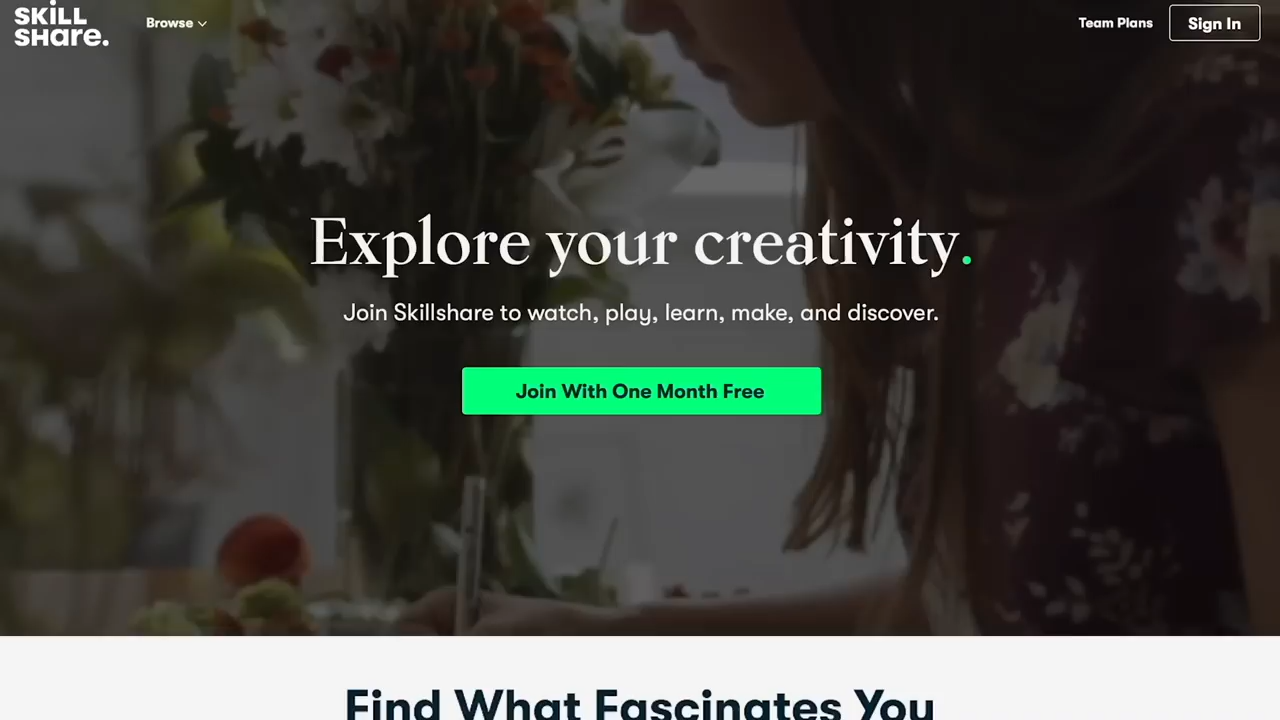 SKILL
SHare.
Browse
Team Plans
Sign In
Explore your creativity.
Join Skillshare to watch, play, learn, make, and discover.
Join With One Month Free
Find What Fascinates You